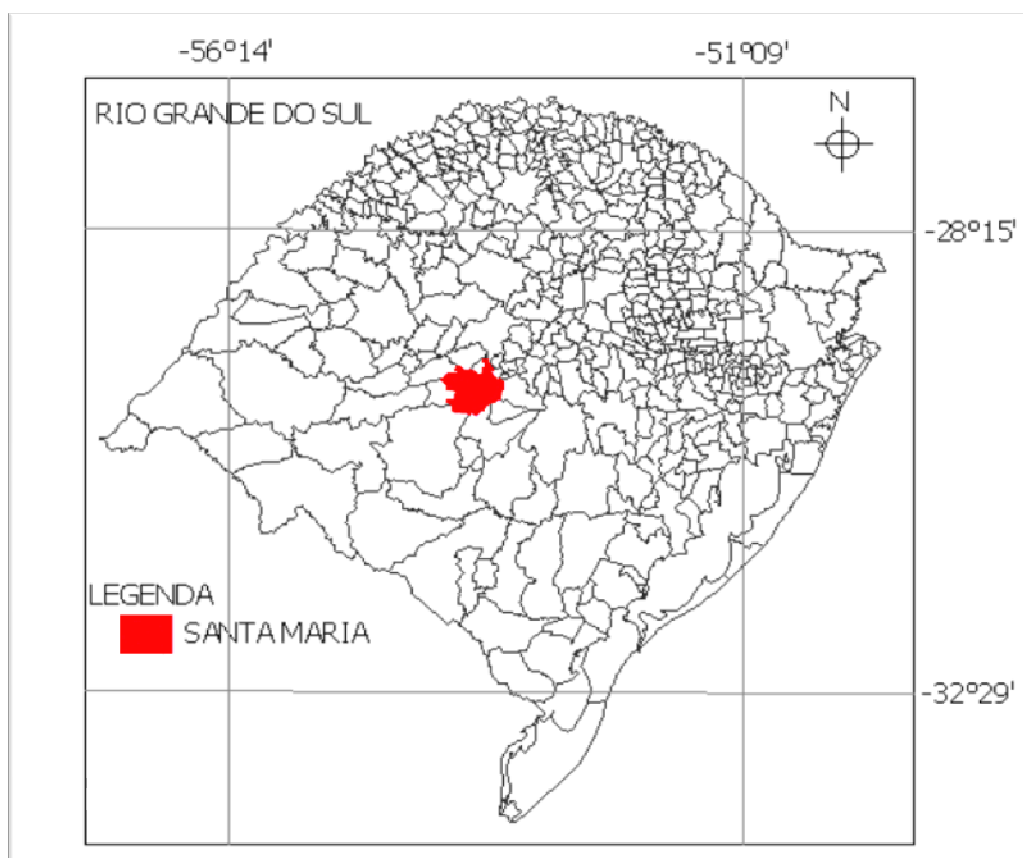 -56°14' -51°09'
RIO GRANDE DO SUL
N
-28°15'
LEGENDA
SANTA MARIA
-32°29'